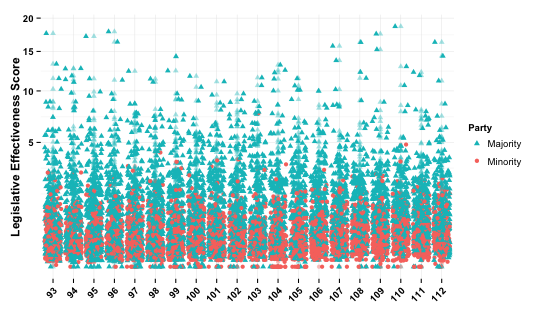 20
15
10
5
Legislative Effectiveness Score
93 94 95 96 97 98 99 100 101 102 103 104 105 106 107 108 109 110 111 112
Party
Majority
Minority